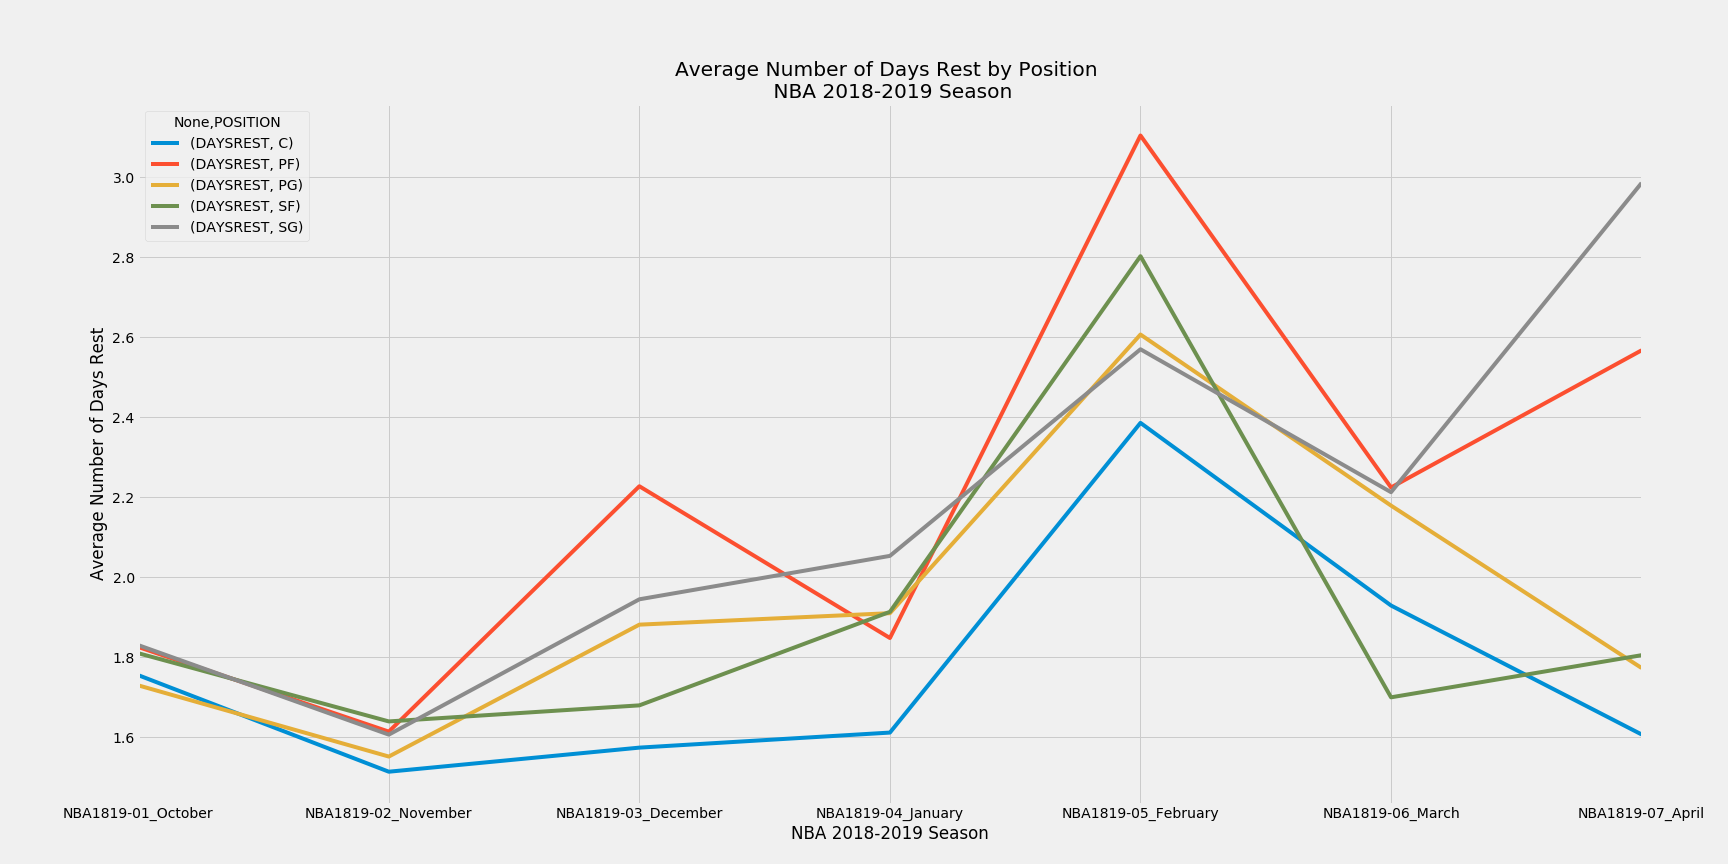 Average Number of Days Rest by Position
NBA 2018-2019 Season
None,POSITION
(DAYSREST, C)
(DAYSREST, PF)
(DAYSREST, PG)
(DAYSREST, SF)
(DAYSREST, SG)
3.0
2.8
2.6
2.4
2.2
2.0
1.8
1.6
Average Number of Days Rest
NBA1819-01_October
NBA1819-02_November
NBA1819-03_December
NBA1819-04_January
NBA1819-05_February
NBA1819-06_March
NBA1819-07_April
NBA 2018-2019 Season